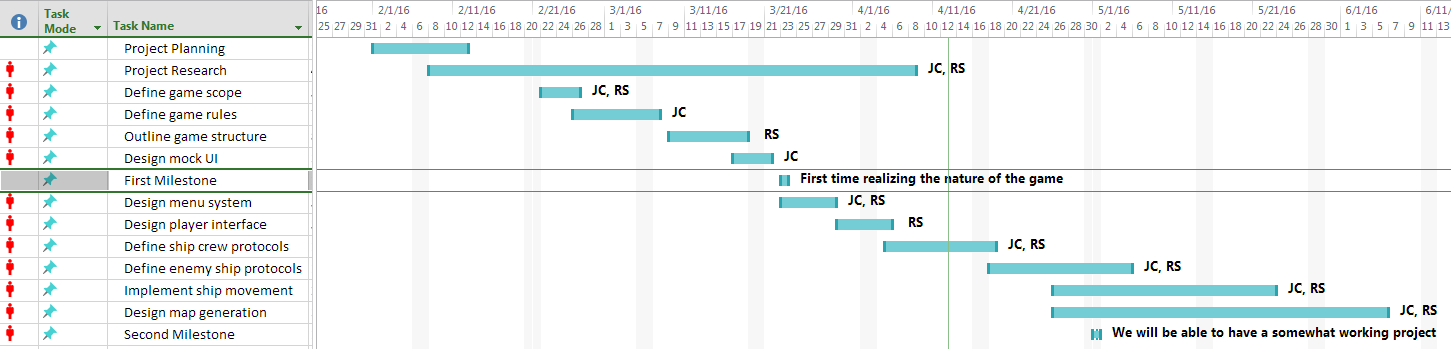 16 2/1/16 2/11/16 2/21/16 3/1/16 3/11/16 3/21/16 4/1/16 4/11/16 4/21/16 5/1/16 5/11/16 5/21/16 6/1/16 6/11/
25 27 29 31 2 4 6 8 10 12 14 16 18 20 22 24 26 28 1 3 5 7 9 11 13 15 17 19 21 23 25 27 29 31 2 4 6 8 10 12 14 16 18 20 22 24 26 28 30 2 4 6 8 10 12 14 16 18 20 22 24 26 28 30 1 3 5 7 9 11 13
Task Mode
Task Name
Project Planning
Project Research JC, RS
Define game scope JC, RS
Define game rules JC
Outline game structure RS
Design mock UI JC
First Milestone First time realizing the nature of the game
Design menu system JC, RS
Design player interface RS
Define ship crew protocols JC, RS
Define enemy ship protocols JC, RS
Implement ship movement JC, RS
Design map generation JC, RS
Second Milestone We will be able to have a somewhat working project